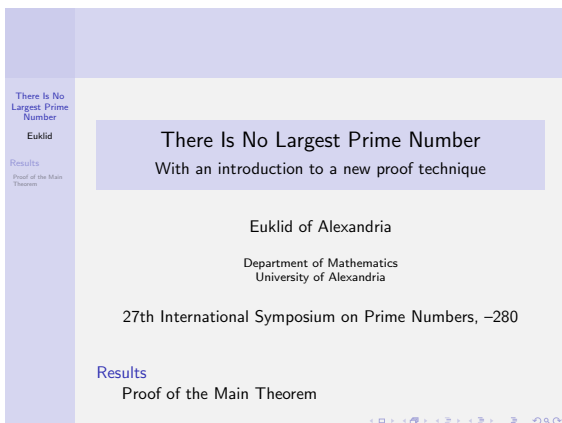 There Is No
Largest Prime
Number
Euklid
Results
Proof of the Main
Theorem
There Is No Largest Prime Number
With an introduction to a new proof technique
Euklid of Alexandria
Department of Mathematics
University of Alexandria
27th International Symposium on Prime Numbers, –280
Results
Proof of the Main Theorem